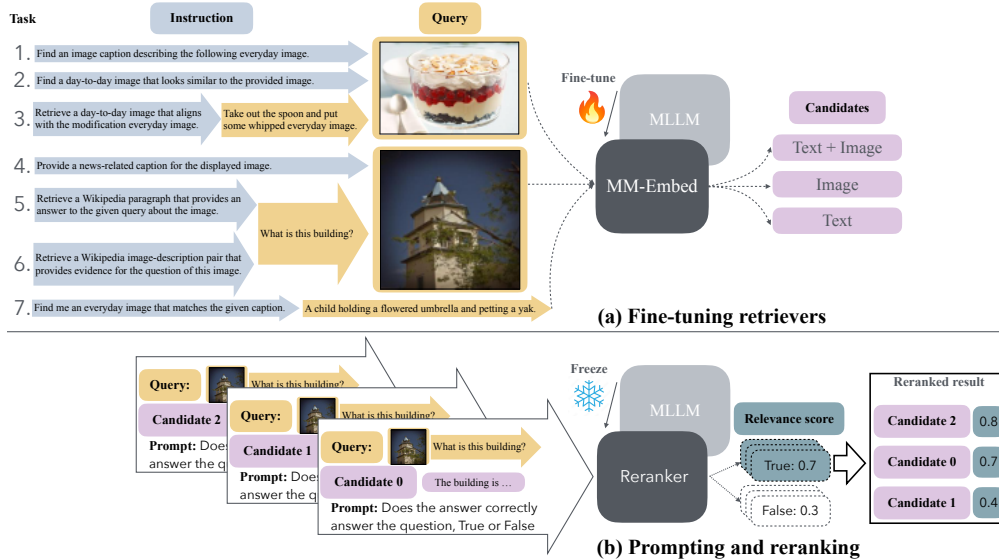 Task
Instruction
Query
1. Find an image caption describing the following everyday image.
2. Find a day-to-day image that looks similar to the provided image.
3. Retrieve a day-to-day image that aligns
with the modification everyday image.
Take out the spoon and put
some whipped everyday image.
4. Provide a news-related caption for the displayed image.
5. Retrieve a Wikipedia paragraph that provides an
answer to the given query about the image.
What is this building?
6. Retrieve a Wikipedia image-description pair that
provides evidence for the question of this image.
7. Find me an everyday image that matches the given caption.
A child holding a flowered umbrella and petting a yak.
Fine-tune
MLLM
MM-Embed
Candidates
Text + Image
Image
Text
(a) Fine-tuning retrievers
Query:
What is this building?
Candidate 2
Prompt: Does
answer the q
Query:
What is this building?
Candidate 1
Prompt: Does
answer the qu
Query:
What is this building?
Candidate 0
The building is ...
Prompt: Does the answer correctly
answer the question, True or False
Freeze
MLLM
Reranker
Relevance score
True: 0.7
False: 0.3
Reranked result
Candidate 2 0.8
Candidate 0 0.7
Candidate 1 0.4
(b) Prompting and reranking